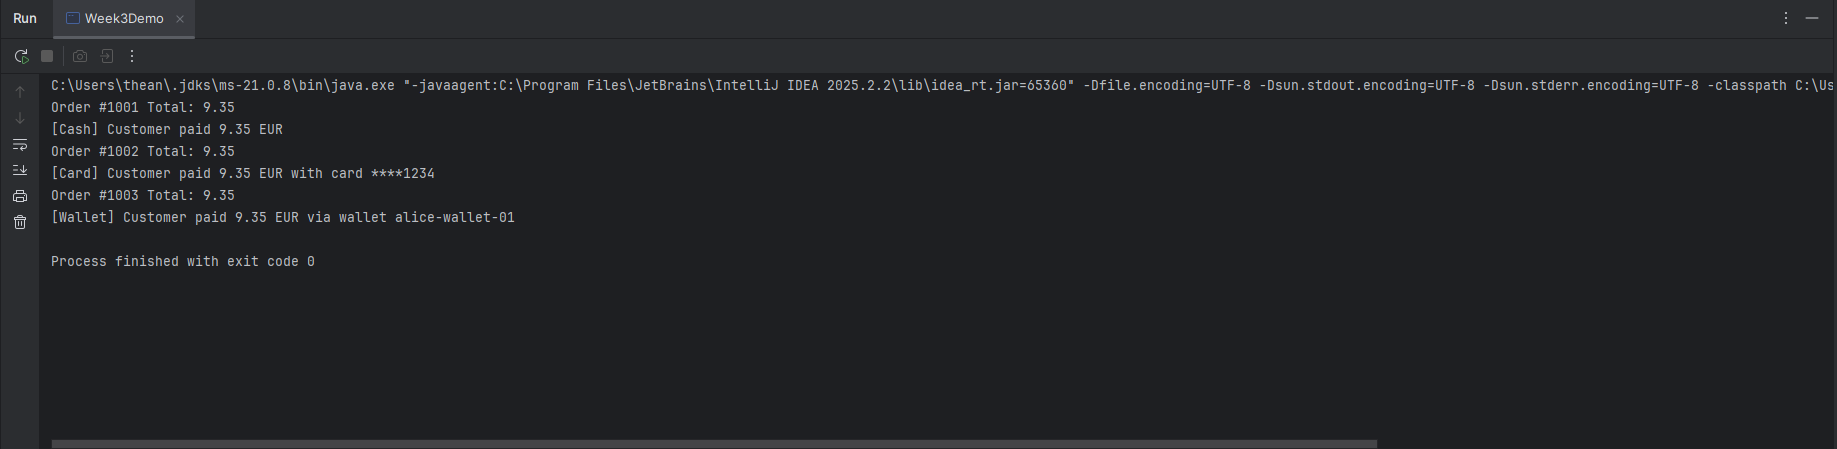 Run Week3Demo
C:\Users\thean\.jdks\ms-21.0.8\bin\java.exe "-javaagent:C:\Program Files\JetBrains\IntelliJ IDEA 2025.2.2\lib\idea_rt.jar=65360" -Dfile.encoding=UTF-8 -Dsun.stdout.encoding=UTF-8 -Dsun.stderr.encoding=UTF-8 -classpath C:\Us
Order #1001 Total: 9.35
[Cash] Customer paid 9.35 EUR
Order #1002 Total: 9.35
[Card] Customer paid 9.35 EUR with card ****1234
Order #1003 Total: 9.35
[Wallet] Customer paid 9.35 EUR via wallet alice-wallet-01
Process finished with exit code 0